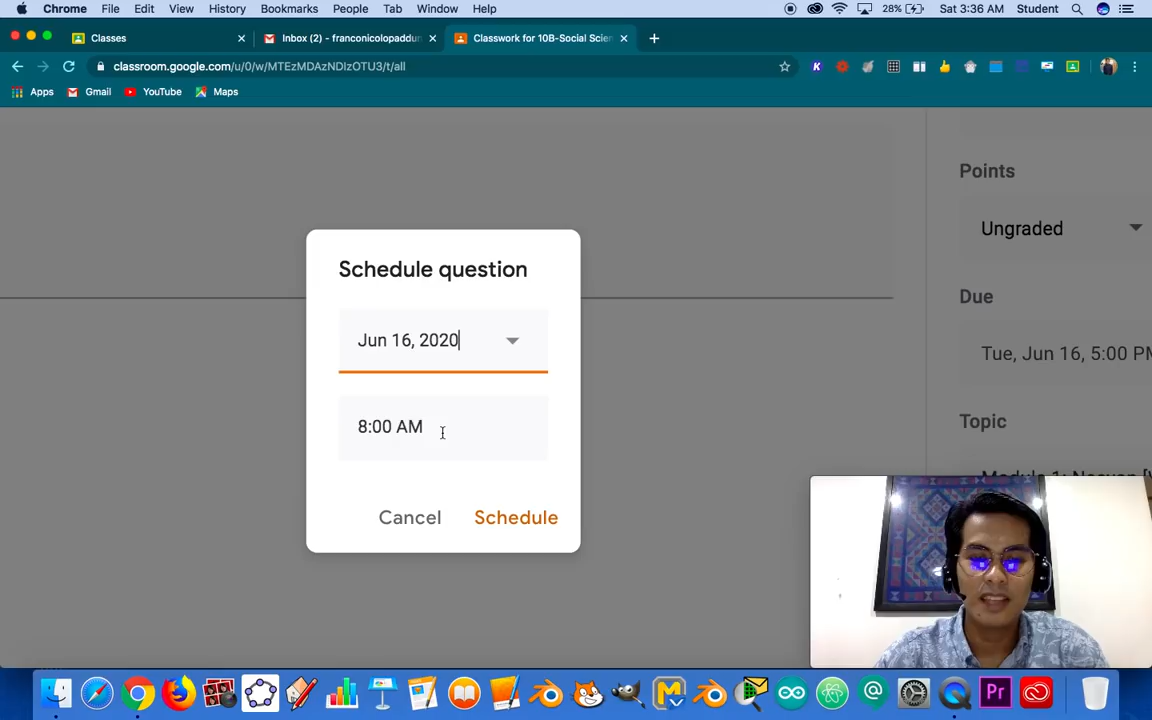 Chrome File Edit View History Bookmarks People Tab Window Help 28% Sat 3:36 AM Student
Classes Inbox (2) - franconicolopaddun Classwork for 10B-Social Scien
classroom.google.com/u/0/w/MTEzMDAzNDIzOTU3/t/all
Apps Gmail YouTube Maps
Points
Ungraded
Due
Tue, Jun 16, 5:00 PM
Topic
Schedule question
Jun 16, 2020
8:00 AM
Cancel Schedule
Pr